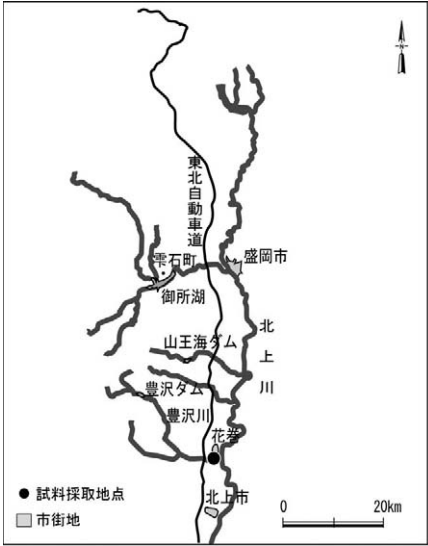 N
東北自動車道
雫石町
盛岡市
御所湖
北上川
山王海ダム
豊沢ダム
豊沢川
花巻
北上市
● 試料採取地点
市街地
0 20km